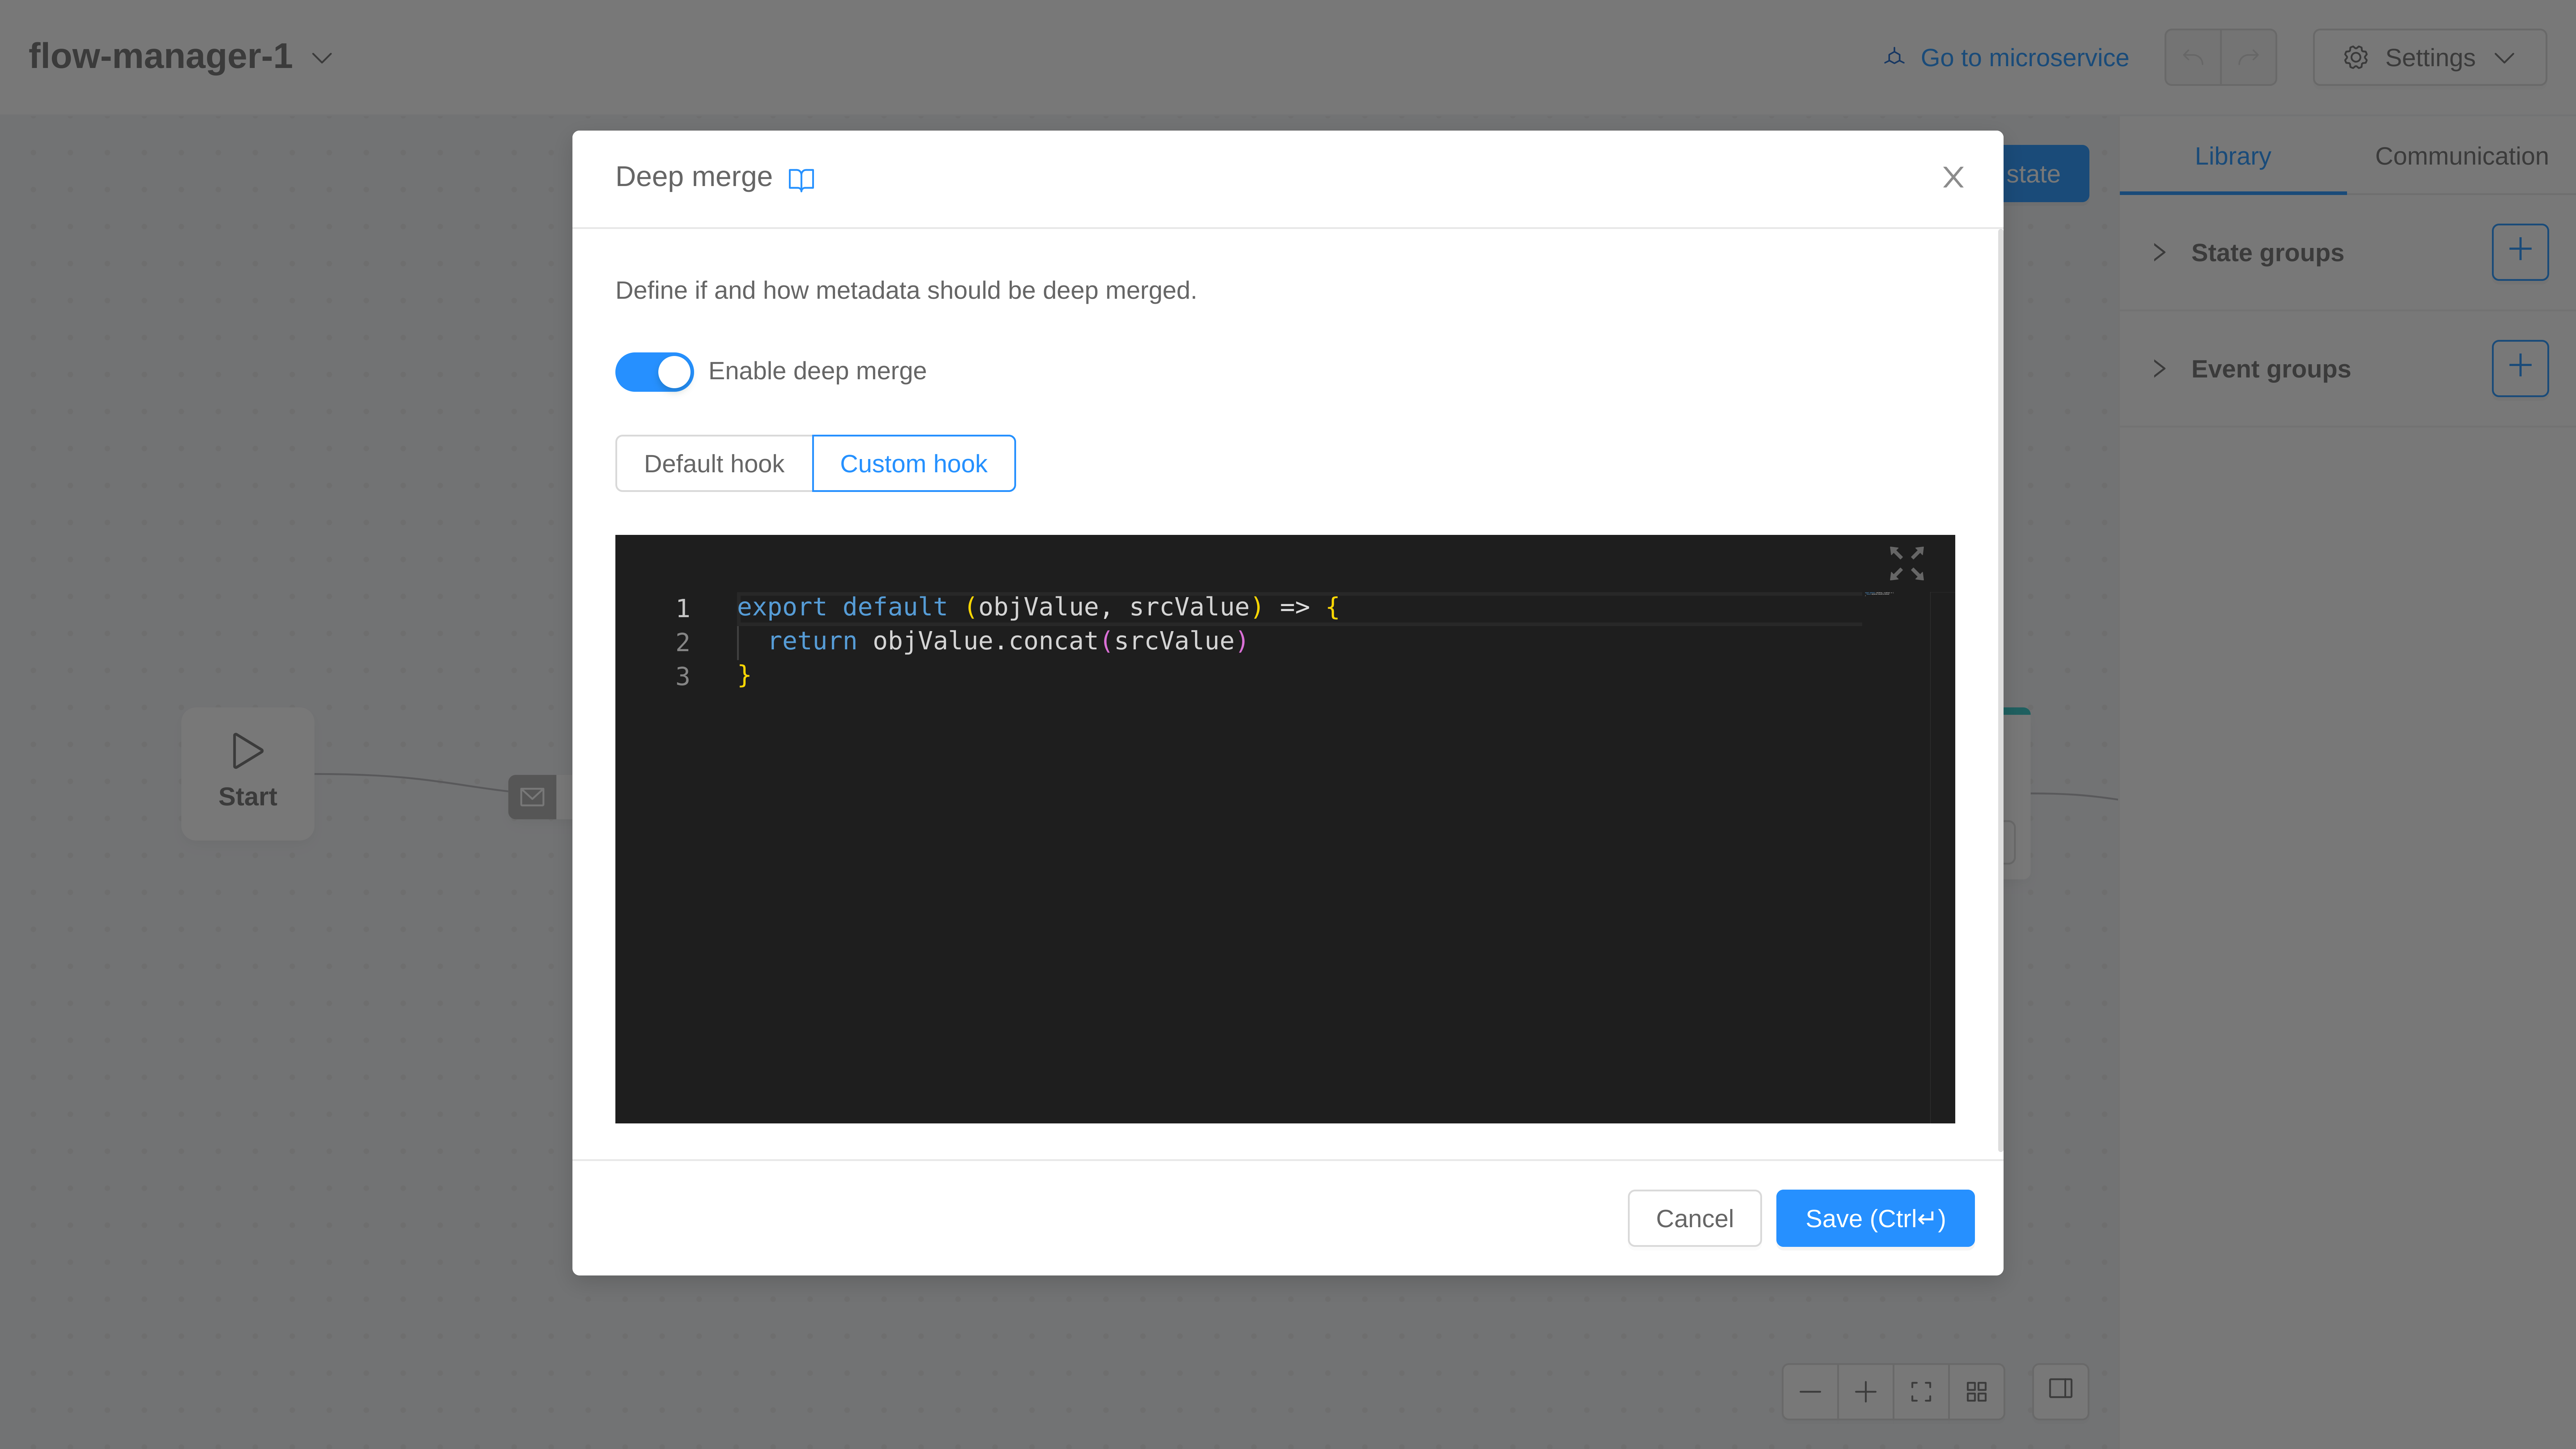 flow-manager-1
Go to microservice
Settings
Deep merge
state
Library
Communication
Define if and how metadata should be deep merged.
State groups
Enable deep merge
Event groups
Default hook
Custom hook
1 export default (objValue, srcValue) => {
2 return objValue.concat(srcValue)
3 }
Start
Cancel
Save (Ctrl↵)